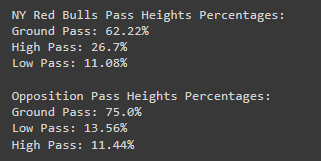 NY Red Bulls Pass Heights Percentages:
Ground Pass: 62.22%
High Pass: 26.7%
Low Pass: 11.08%

Opposition Pass Heights Percentages:
Ground Pass: 75.0%
Low Pass: 13.56%
High Pass: 11.44%